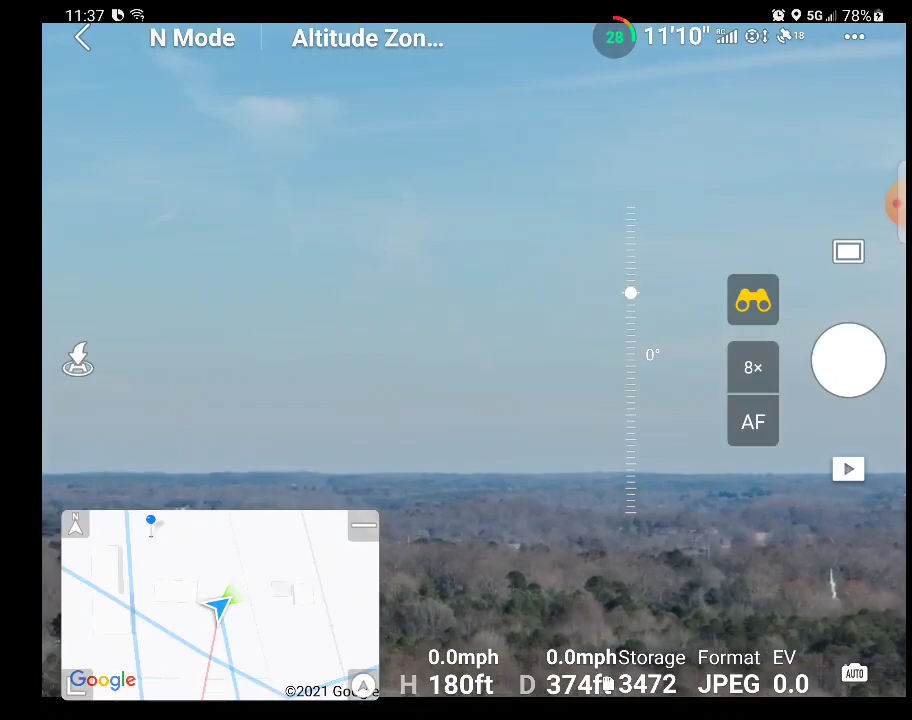 11:37 5G 78%
N Mode Altitude Zon... 28 11'10" RC 18
0°
8×
AF
N
Google ©2021 Google
0.0mph 0.0mph Storage Format EV
H 180ft D 374ft 3472 JPEG 0.0
AUTO